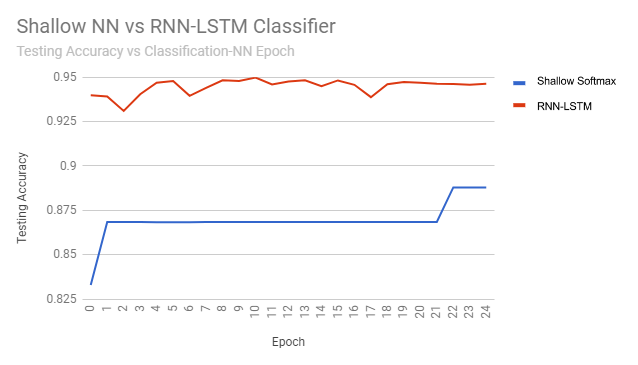 Shallow NN vs RNN-LSTM Classifier
Testing Accuracy vs Classification-NN Epoch
0.95
0.925
0.9
0.875
0.85
0.825
Testing Accuracy
0 1 2 3 4 5 6 7 8 9 10 11 12 13 14 15 16 17 18 19 20 21 22 23 24
Epoch
Shallow Softmax
RNN-LSTM